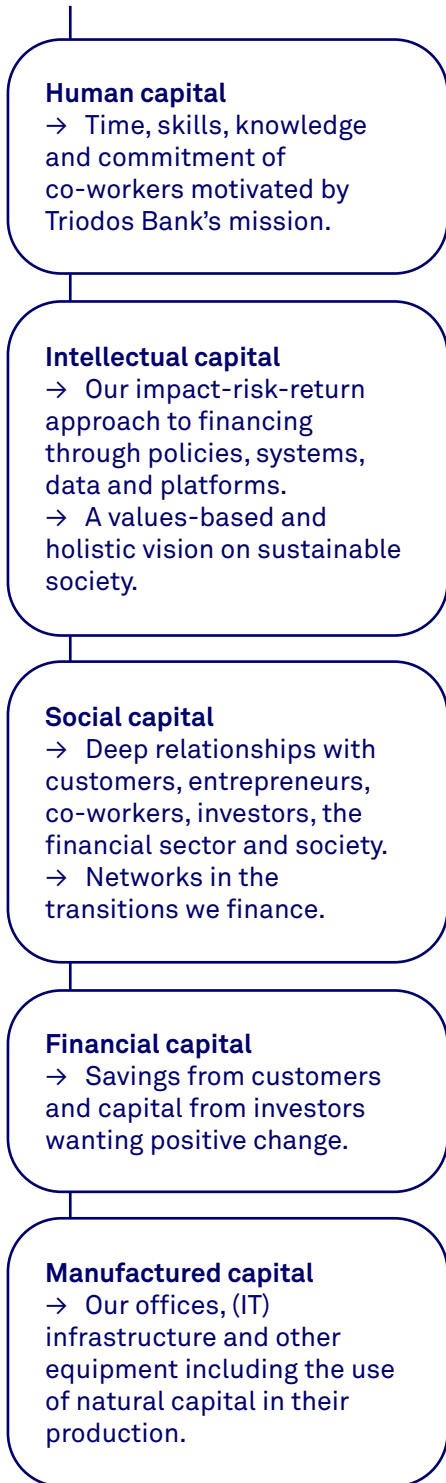 Human capital
→ Time, skills, knowledge
and commitment of
co-workers motivated by
Triodos Bank’s mission.
Intellectual capital
→ Our impact-risk-return
approach to financing
through policies, systems,
data and platforms.
→ A values-based and
holistic vision on sustainable
society.
Social capital
→ Deep relationships with
customers, entrepreneurs,
co-workers, investors, the
financial sector and society.
→ Networks in the
transitions we finance.
Financial capital
→ Savings from customers
and capital from investors
wanting positive change.
Manufactured capital
→ Our offices, (IT)
infrastructure and other
equipment including the use
of natural capital in their
production.